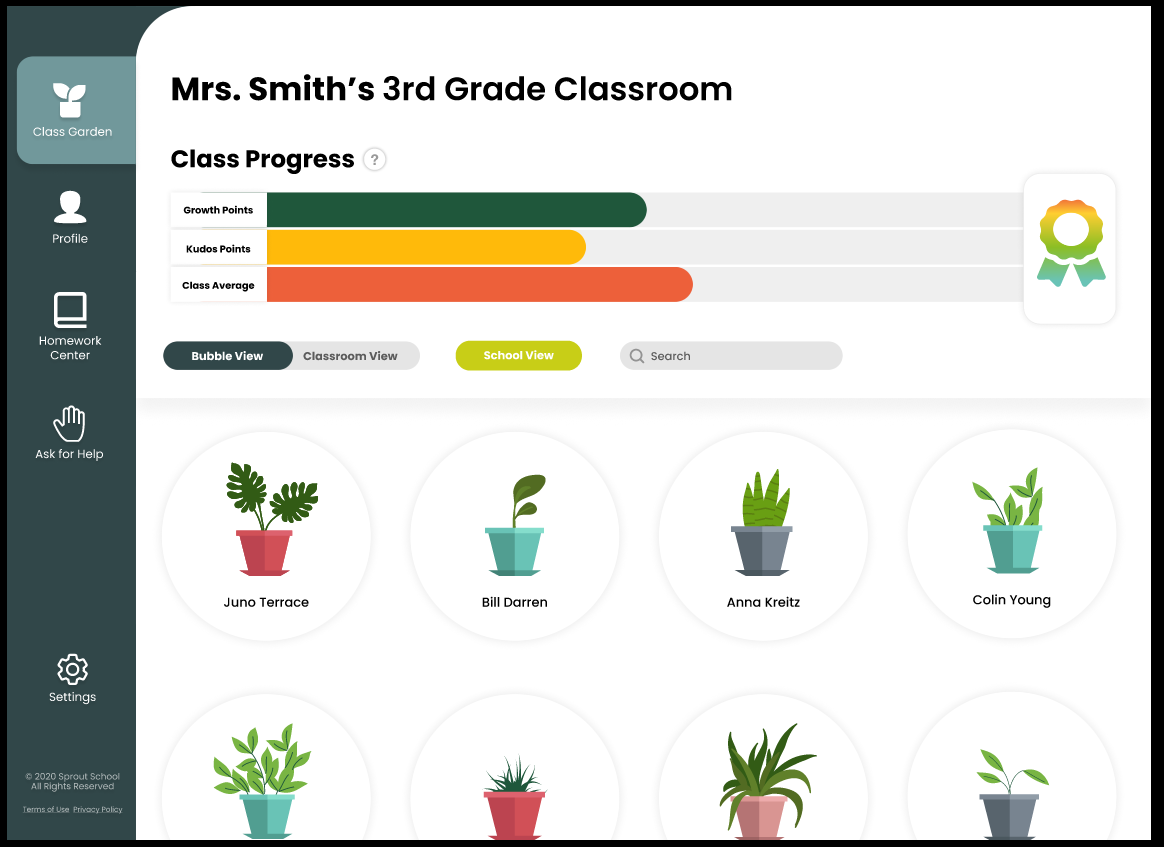 Mrs. Smith’s 3rd Grade Classroom
Class Garden
Class Progress ?
Growth Points
Kudos Points
Class Average
Profile
Homework
Center
Bubble View Classroom View School View Search
Ask for Help
Juno Terrace Bill Darren Anna Kreitz Colin Young
Settings
© 2020 Sprout School
All Rights Reserved
Terms of Use Privacy Policy